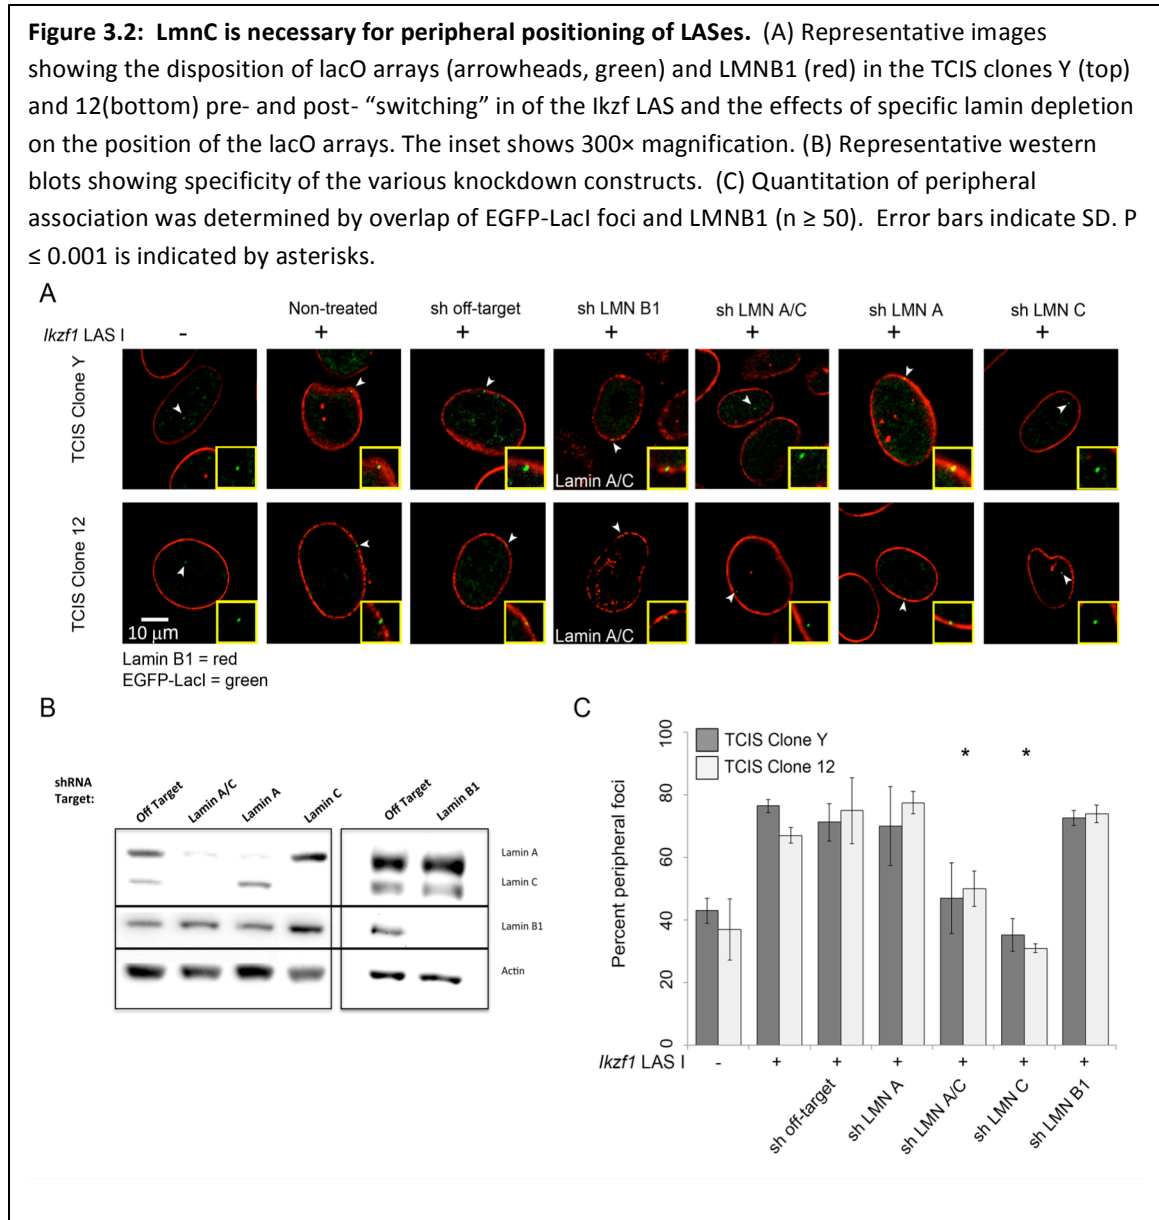 Figure 3.2:  LmnC is necessary for peripheral positioning of LASes.  (A) Representative images
showing the disposition of lacO arrays (arrowheads, green) and LMNB1 (red) in the TCIS clones Y (top)
and 12(bottom) pre- and post- “switching” in of the Ikzf LAS and the effects of specific lamin depletion
on the position of the lacO arrays. The inset shows 300× magnification. (B) Representative western
blots showing specificity of the various knockdown constructs.  (C) Quantitation of peripheral
association was determined by overlap of EGFP-LacI foci and LMNB1 (n ≥ 50).  Error bars indicate SD. P
≤ 0.001 is indicated by asterisks.
A
Non-treated sh off-target sh LMN B1 sh LMN A/C sh LMN A sh LMN C
Ikzf1 LAS I - + + + + + +
TCIS Clone Y
Lamin A/C
TCIS Clone 12
10 μm
Lamin A/C
Lamin B1 = red
EGFP-LacI = green
B
shRNA
Target:
Off Target Lamin A/C Lamin A Lamin C Off Target Lamin B1
Lamin A
Lamin C
Lamin B1
Actin
C
Percent peripheral foci
100
80
60
40
20
0
TCIS Clone Y
TCIS Clone 12
* *
Ikzf1 LAS I - + + + + + +
sh off-target sh LMN A sh LMN A/C sh LMN C sh LMN B1